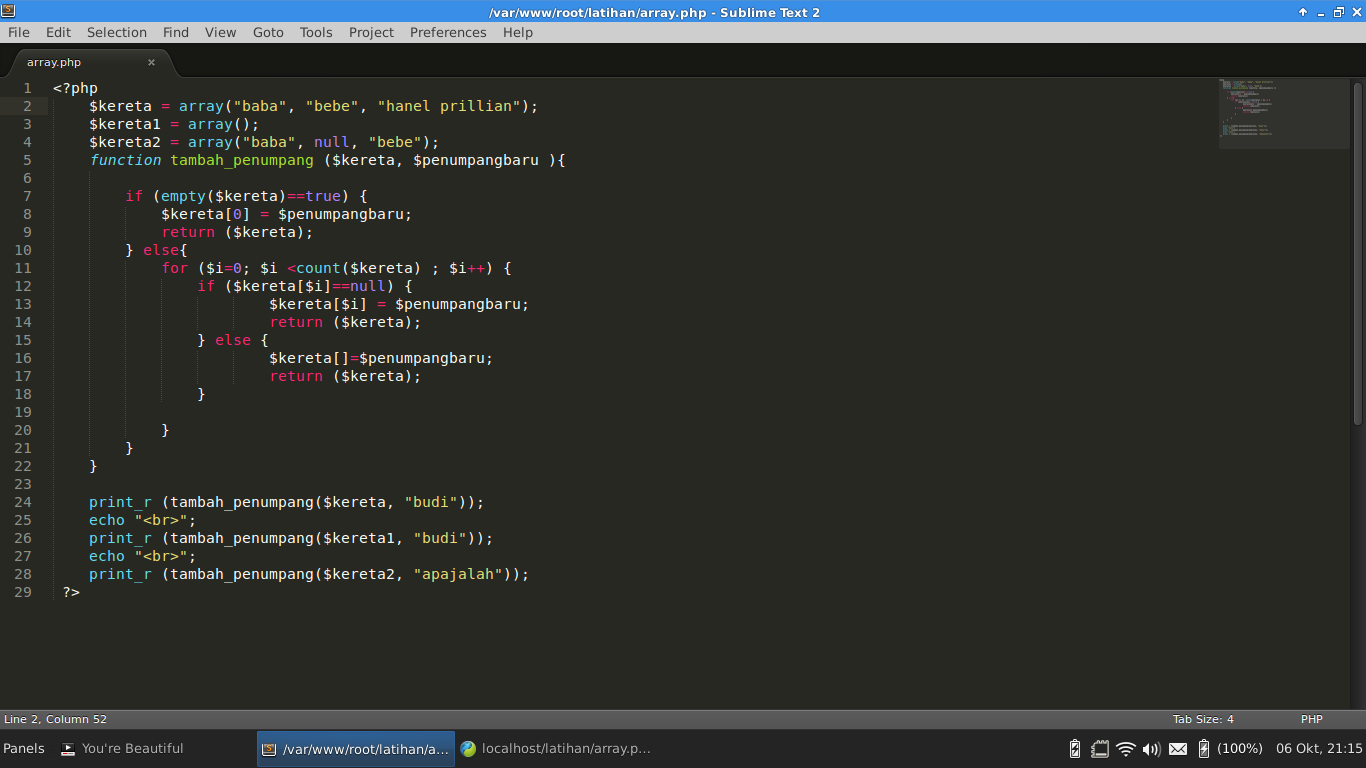 /var/www/root/latihan/array.php - Sublime Text 2
File Edit Selection Find View Goto Tools Project Preferences Help
array.php ×
1 <?php
2     $kereta = array("baba", "bebe", "hanel prillian");
3     $kereta1 = array();
4     $kereta2 = array("baba", null, "bebe");
5     function tambah_penumpang ($kereta, $penumpangbaru ){
6
7         if (empty($kereta)==true) {
8             $kereta[0] = $penumpangbaru;
9             return ($kereta);
10         } else{
11             for ($i=0; $i <count($kereta) ; $i++) {
12                 if ($kereta[$i]==null) {
13                         $kereta[$i] = $penumpangbaru;
14                         return ($kereta);
15                 } else {
16                         $kereta[]=$penumpangbaru;
17                         return ($kereta);
18                 }
19
20             }
21         }
22     }
23
24     print_r (tambah_penumpang($kereta, "budi"));
25     echo "<br>";
26     print_r (tambah_penumpang($kereta1, "budi"));
27     echo "<br>";
28     print_r (tambah_penumpang($kereta2, "apajalah"));
29  ?>
Line 2, Column 52 Tab Size: 4 PHP
Panels You're Beautiful /var/www/root/latihan/a... localhost/latihan/array.p... (100%) 06 Okt, 21:15